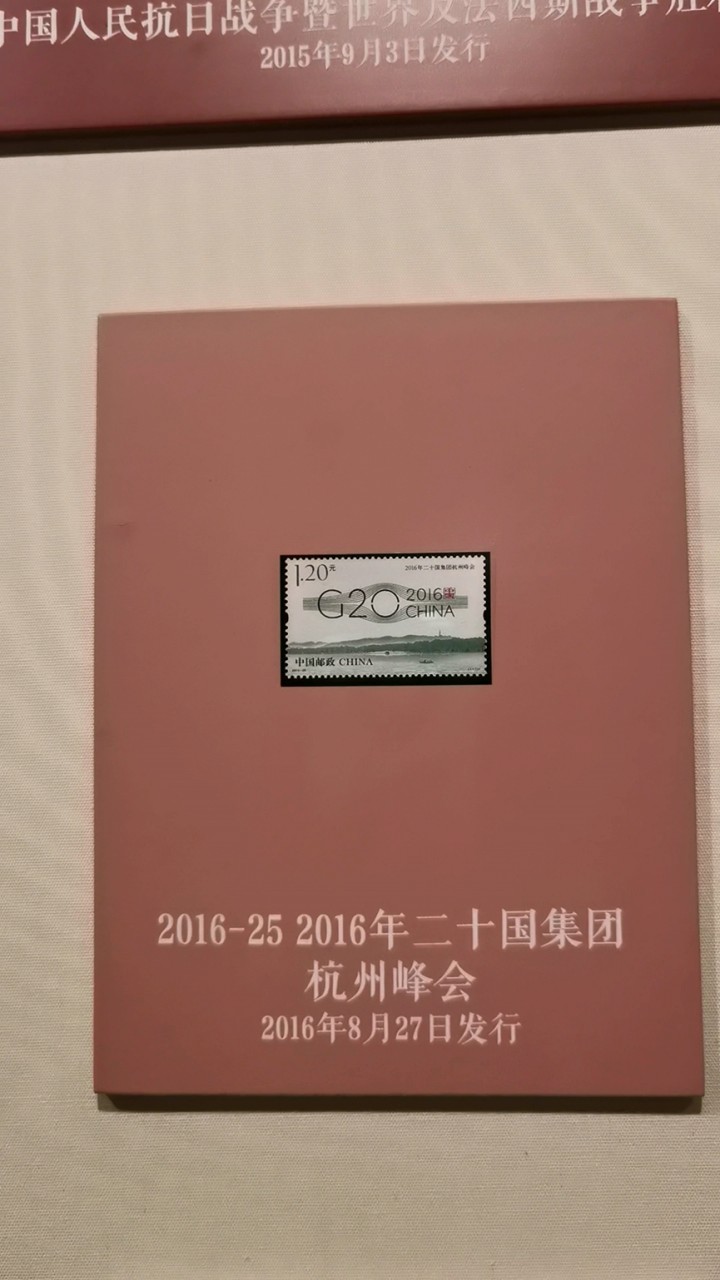 中国人民抗日战争暨世界反法西斯战争胜
2015年9月3日发行
1.20元
2016年二十国集团杭州峰会
G20 2016
CHINA
中国邮政 CHINA
2016-25 2016年二十国集团
杭州峰会
2016年8月27日发行